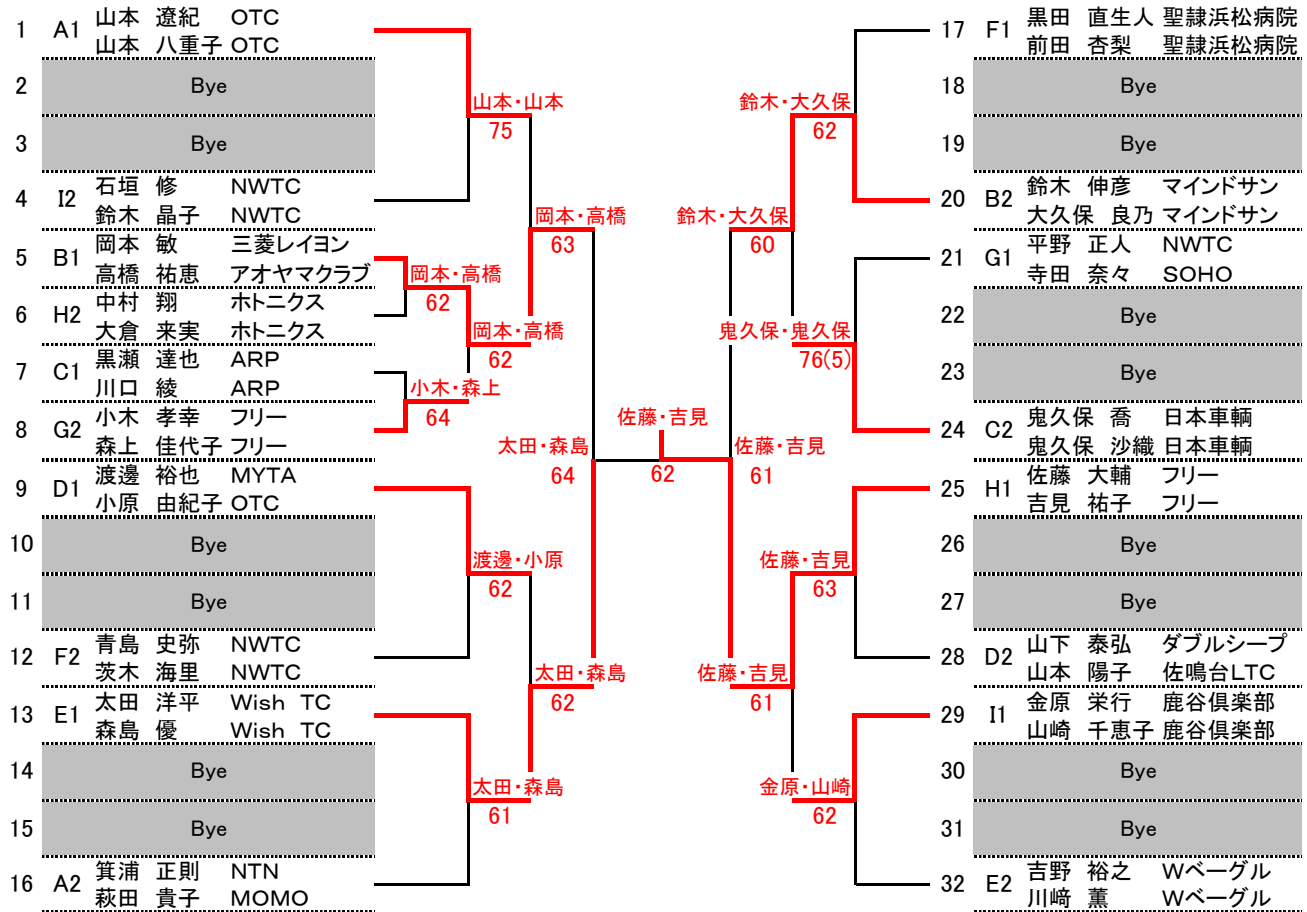 1 A1 山本 遼紀 OTC
山本 八重子 OTC
2 Bye
3 Bye
4 I2 石垣 修 NWTC
鈴木 晶子 NWTC
5 B1 岡本 敏 三菱レイヨン
高橋 祐恵 アオヤマクラブ
6 H2 中村 翔 ホトニクス
大倉 来実 ホトニクス
7 C1 黒瀬 達也 ARP
川口 綾 ARP
8 G2 小木 孝幸 フリー
森上 佳代子 フリー
9 D1 渡邊 裕也 MYTA
小原 由紀子 OTC
10 Bye
11 Bye
12 F2 青島 史弥 NWTC
茨木 海里 NWTC
13 E1 太田 洋平 Wish TC
森島 優 Wish TC
14 Bye
15 Bye
16 A2 箕浦 正則 NTN
萩田 貴子 MOMO
岡本・高橋
62
小木・森上
64
山本・山本
75
岡本・高橋
62
渡邊・小原
62
太田・森島
61
岡本・高橋
63
太田・森島
62
太田・森島
64
佐藤・吉見
62
佐藤・吉見
61
鈴木・大久保
60
佐藤・吉見
61
鈴木・大久保
62
鬼久保・鬼久保
76(5)
佐藤・吉見
63
金原・山崎
62
17 F1 黒田 直生人 聖隷浜松病院
前田 杏梨 聖隷浜松病院
18 Bye
19 Bye
20 B2 鈴木 伸彦 マインドサン
大久保 良乃 マインドサン
21 G1 平野 正人 NWTC
寺田 奈々 SOHO
22 Bye
23 Bye
24 C2 鬼久保 喬 日本車輌
鬼久保 沙織 日本車輌
25 H1 佐藤 大輔 フリー
吉見 祐子 フリー
26 Bye
27 Bye
28 D2 山下 泰弘 ダブルシープ
山本 陽子 佐鳴台LTC
29 I1 金原 栄行 鹿谷倶楽部
山崎 千恵子 鹿谷倶楽部
30 Bye
31 Bye
32 E2 吉野 裕之 Wベーグル
川﨑 薫 Wベーグル